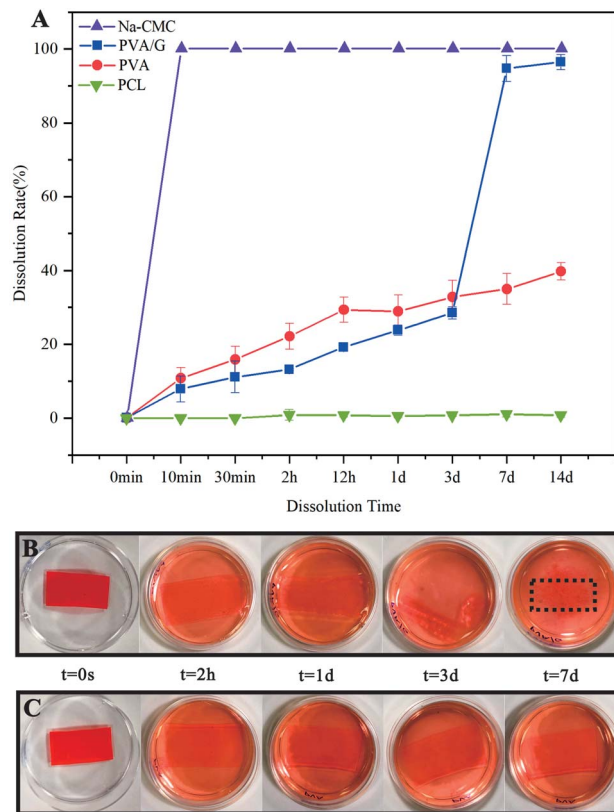 A
Na-CMC
PVA/G
PVA
PCL
100
80
60
40
20
0
Dissolution Rate(%)
0min 10min 30min 2h 12h 1d 3d 7d 14d
Dissolution Time
B
t=0s t=2h t=1d t=3d t=7d
C